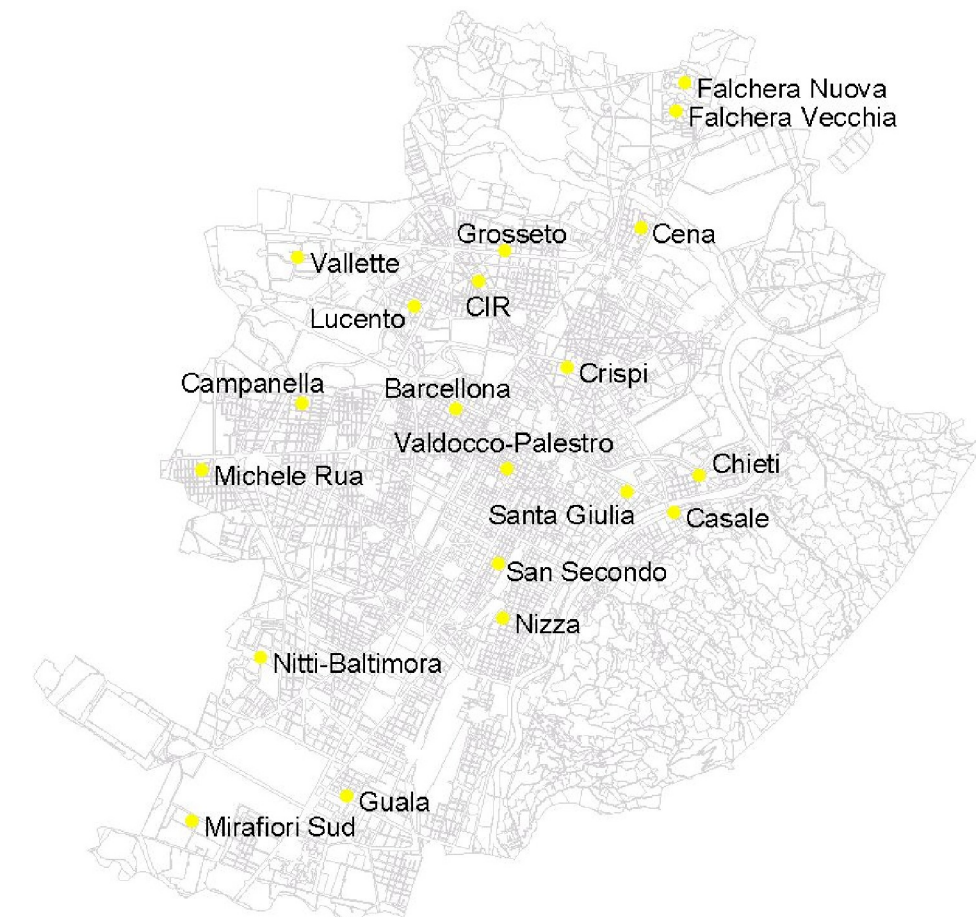 Falchera Nuova
Falchera Vecchia
Cena
Grosseto
Vallette
CIR
Lucento
Crispi
Campanella
Barcellona
Valdocco-Palestro
Chieti
Michele Rua
Santa Giulia
Casale
San Secondo
Nizza
Nitti-Baltimora
Guala
Mirafiori Sud